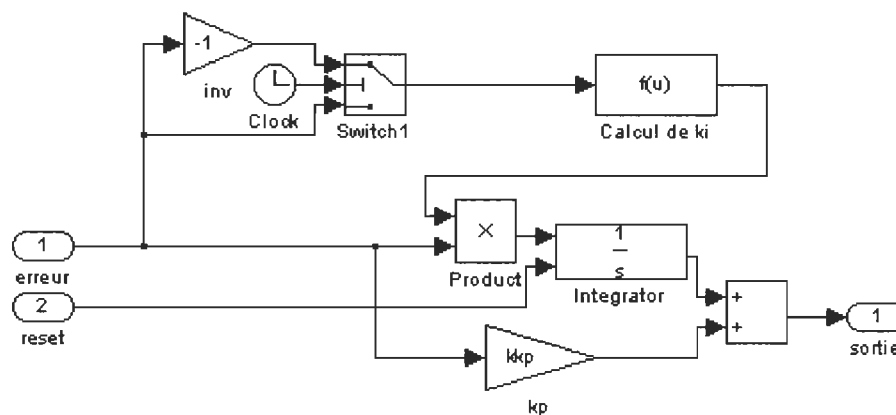 -1
inv
Clock
Switch1
f(u)
Calcul de ki
1
erreur
×
Product
1
s
Integrator
2
reset
+
+
1
sortie
kkp
kp